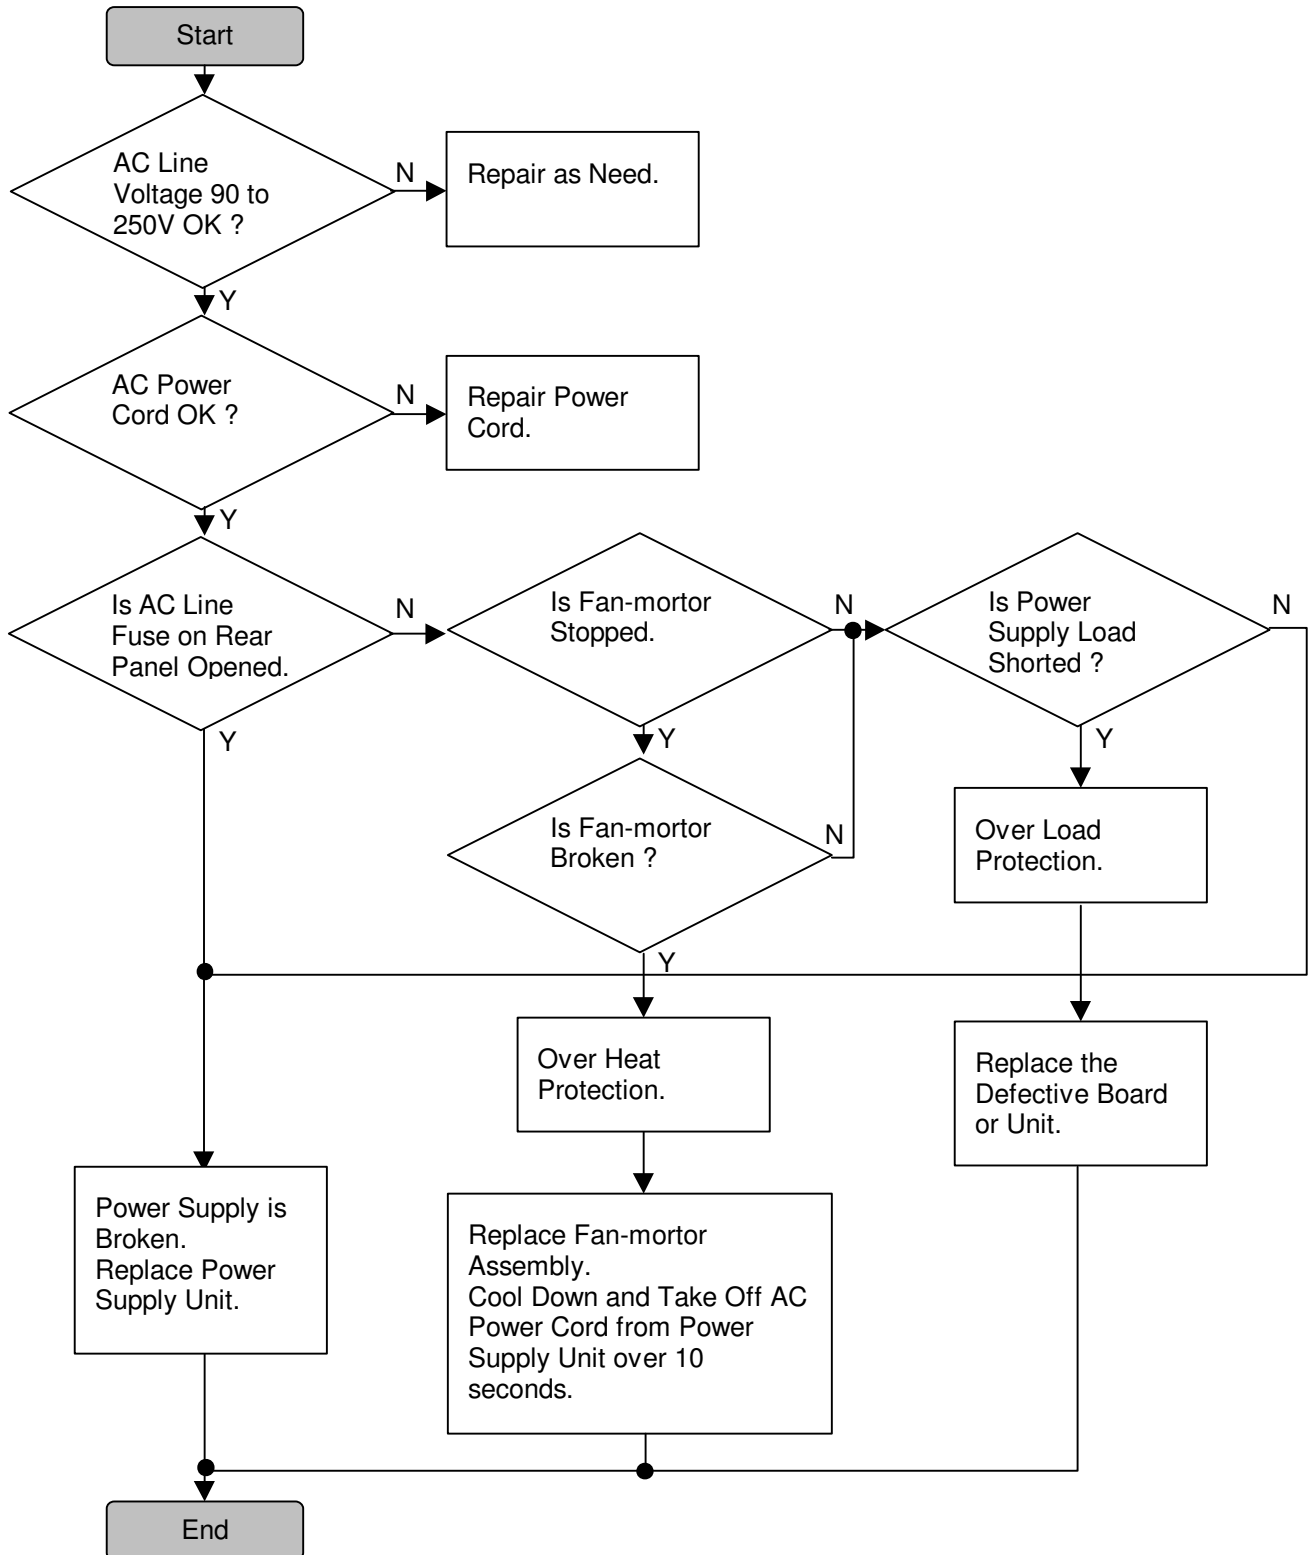 Start
AC Line
Voltage 90 to
250V OK ?
N
Repair as Need.
Y
AC Power
Cord OK ?
N
Repair Power
Cord.
Y
Is AC Line
Fuse on Rear
Panel Opened.
N
Is Fan-mortor
Stopped.
N
Is Power
Supply Load
Shorted ?
N
Y
Y
Y
Is Fan-mortor
Broken ?
N
Over Load
Protection.
Y
Over Heat
Protection.
Replace the
Defective Board
or Unit.
Power Supply is
Broken.
Replace Power
Supply Unit.
Replace Fan-mortor
Assembly.
Cool Down and Take Off AC
Power Cord from Power
Supply Unit over 10
seconds.
End